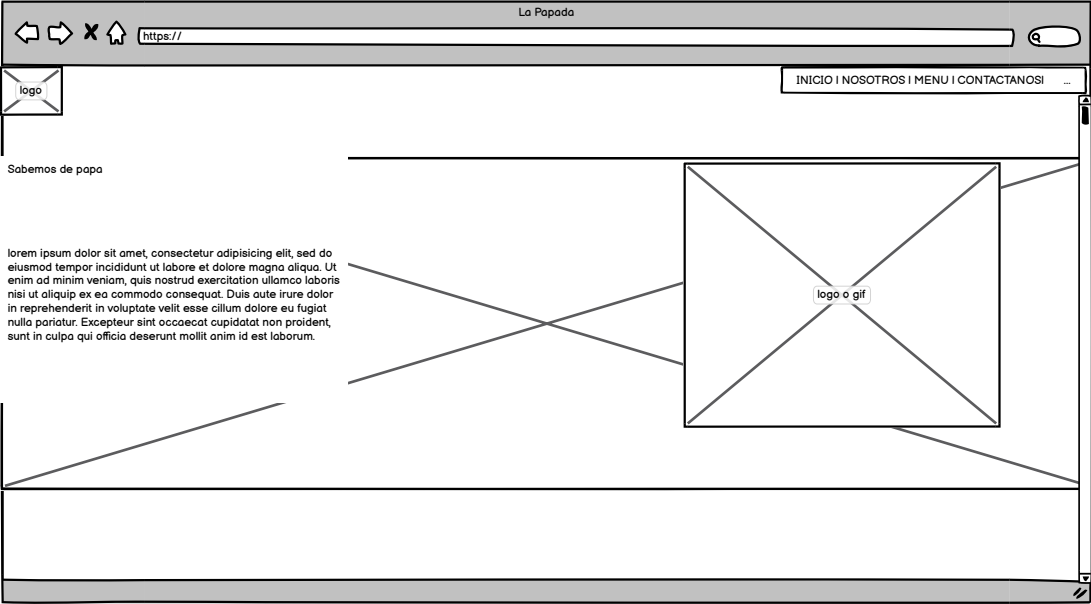 La Papada
https://
logo
INICIO | NOSOTROS | MENU | CONTACTANOS| ...
Sabemos de papa
lorem ipsum dolor sit amet, consectetur adipisicing elit, sed do
eiusmod tempor incididunt ut labore et dolore magna aliqua. Ut
enim ad minim veniam, quis nostrud exercitation ullamco laboris
nisi ut aliquip ex ea commodo consequat. Duis aute irure dolor
in reprehenderit in voluptate velit esse cillum dolore eu fugiat
nulla pariatur. Excepteur sint occaecat cupidatat non proident,
sunt in culpa qui officia deserunt mollit anim id est laborum.
logo o gif